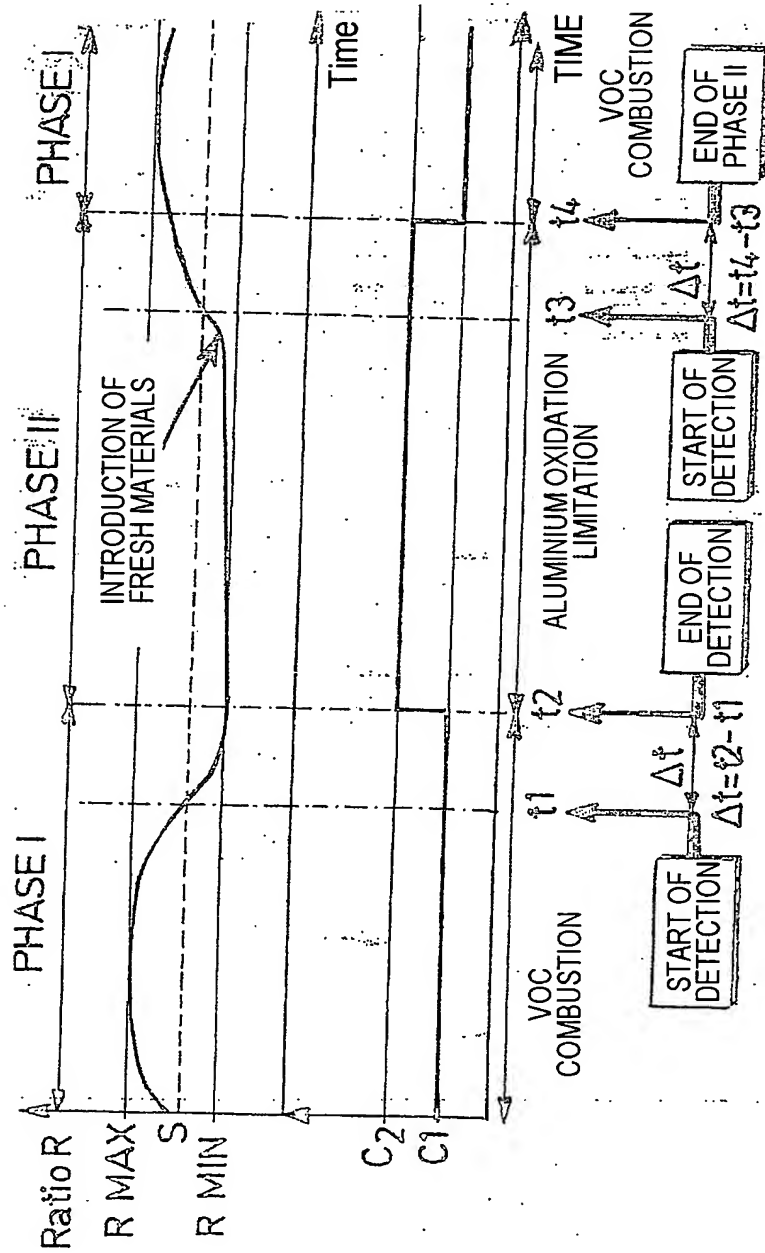 PHASE I
PHASE II
PHASE I
Ratio R
R MAX
S
R MIN
INTRODUCTION OF
FRESH MATERIALS
Time
C2
C1
TIME
VOC
COMBUSTION
t1
t2
ALUMINIUM OXIDATION
LIMITATION
t3
t4
VOC
COMBUSTION
START OF
DETECTION
Δt
Δt=t2-t1
END OF
DETECTION
START OF
DETECTION
Δt
Δt=t4-t3
END OF
PHASE II